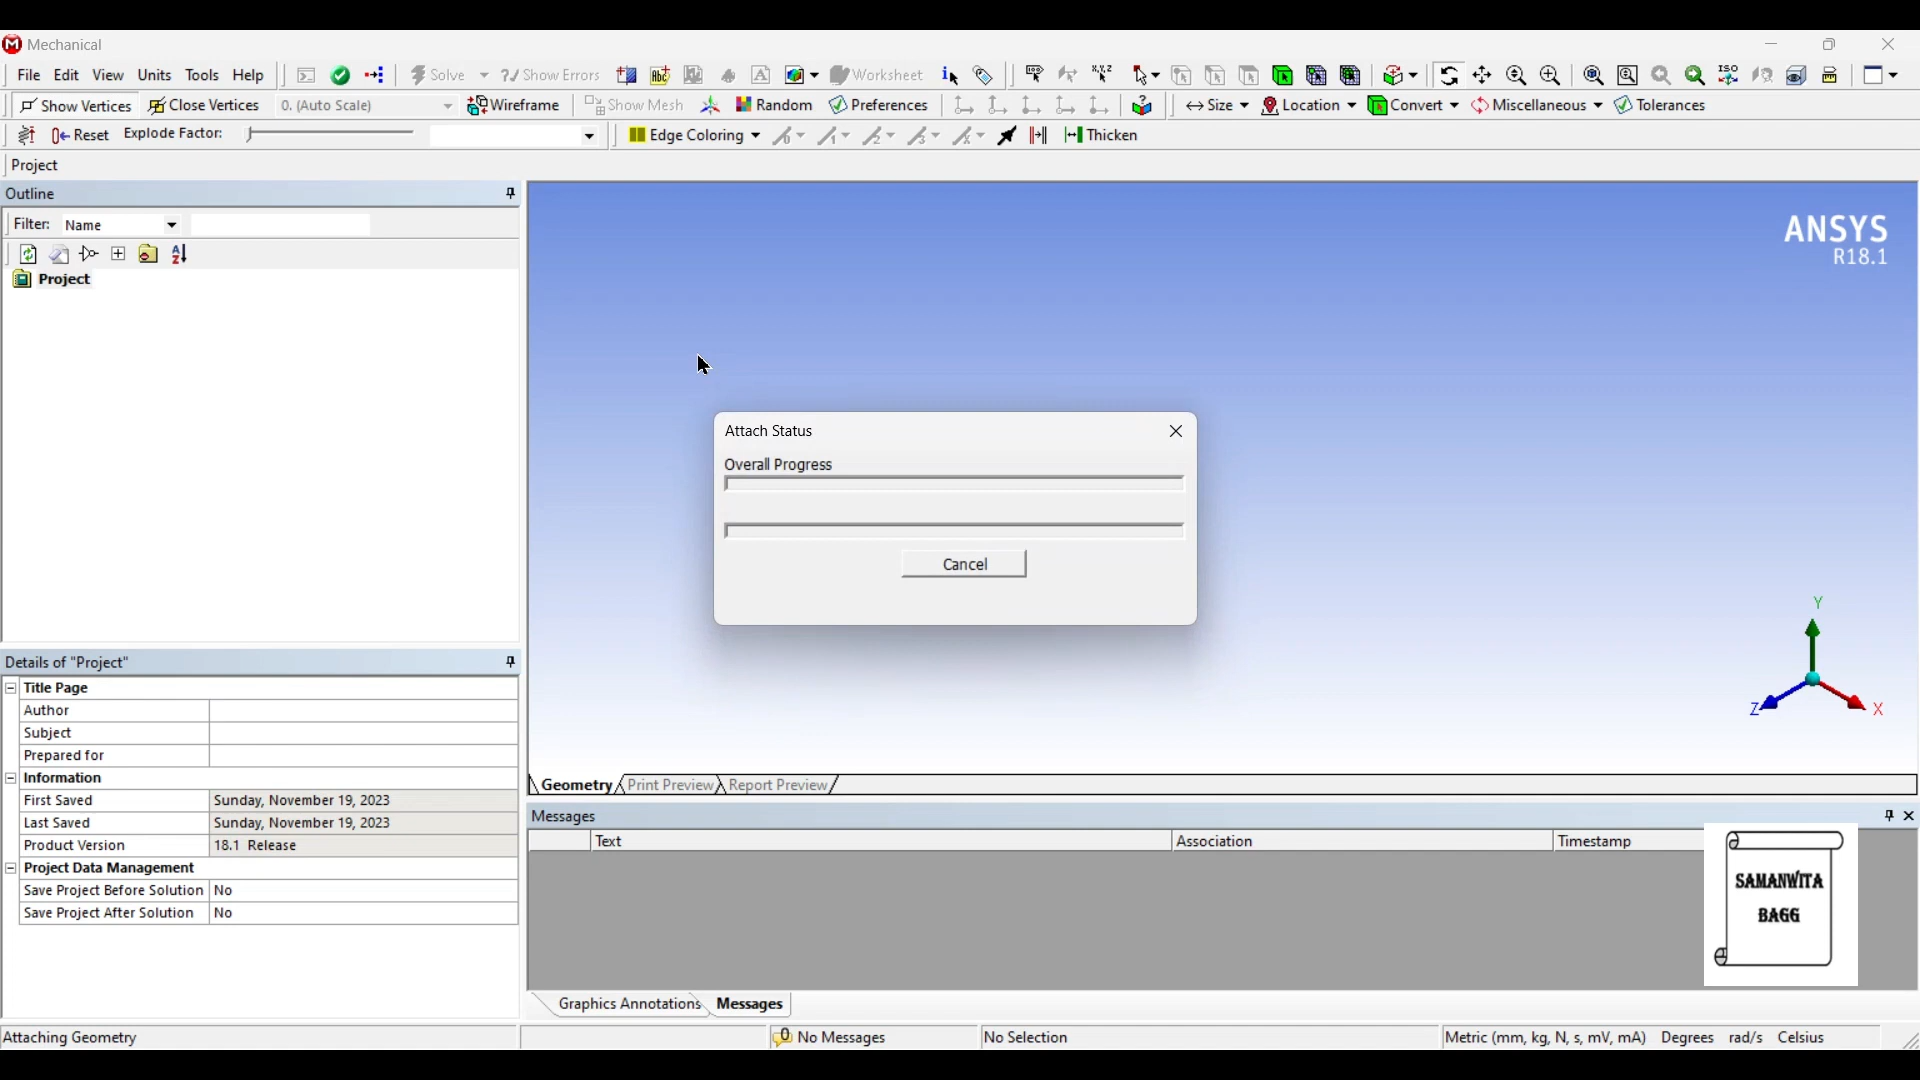 Mechanical
File Edit View Units Tools Help Solve Show Errors Worksheet
Show Vertices Close Vertices 0. (Auto Scale) Wireframe Show Mesh Random Preferences Size Location Convert Miscellaneous Tolerances
Reset Explode Factor: Edge Coloring Thicken
Project
Outline
Filter: Name
Project
ANSYS
R18.1
Attach Status
Overall Progress
Cancel
Y
Z X
Details of "Project"
Title Page
Author
Subject
Prepared for
Information
First Saved Sunday, November 19, 2023
Last Saved Sunday, November 19, 2023
Product Version 18.1 Release
Project Data Management
Save Project Before Solution No
Save Project After Solution No
Geometry Print Preview Report Preview
Messages
Text Association Timestamp
SAMANWITA
BAGG
Graphics Annotations Messages
Attaching Geometry 0 No Messages No Selection Metric (mm, kg, N, s, mV, mA) Degrees rad/s Celsius